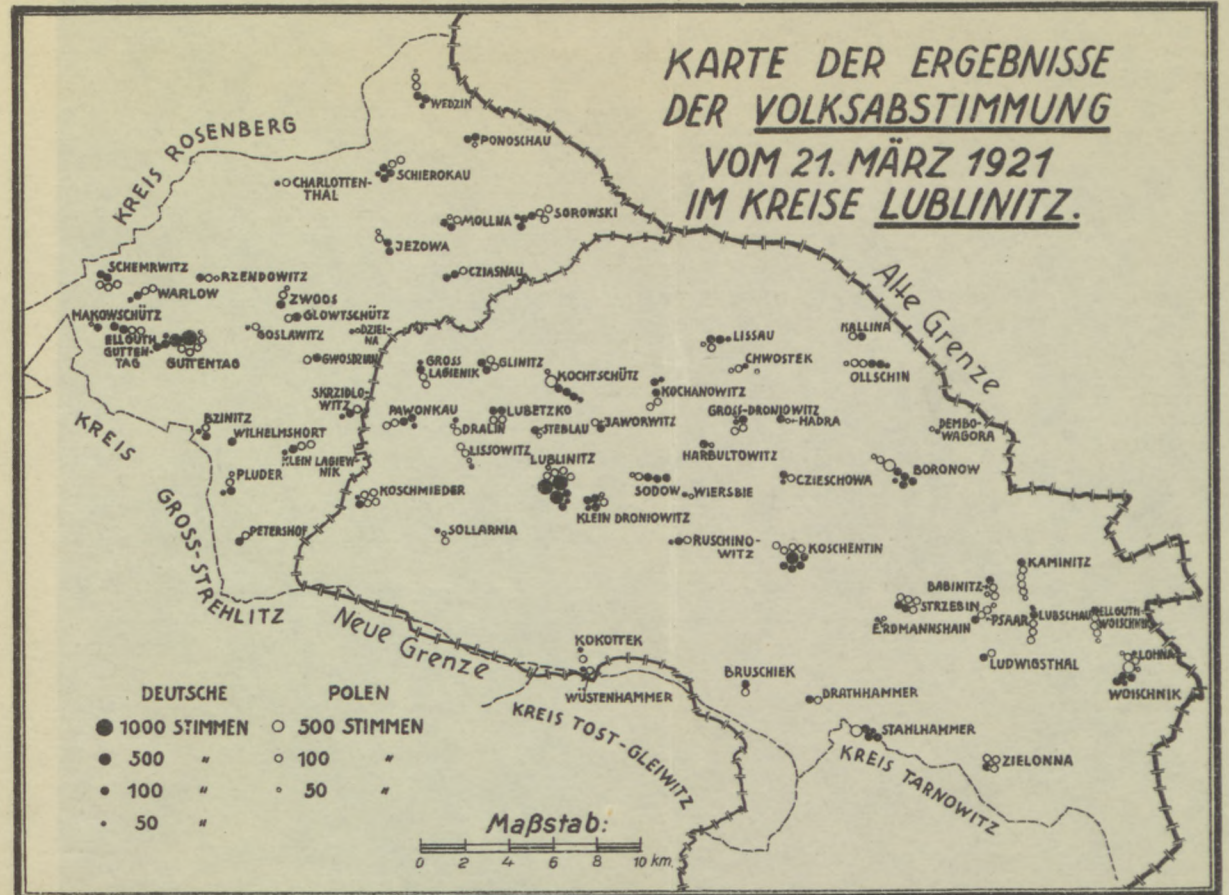 KARTE DER ERGEBNISSE
DER VOLKSABSTIMMUNG
VOM 21. MÄRZ 1921
IM KREISE LUBLINITZ.
KREIS ROSENBERG
WEDZIN
PONOSCHAU
SCHIEROKAU
CHARLOTTEN-
THAL
MOLLNA
SOROWSKI
JEZOWA
CZIASNAU
SCHEMRWITZ
RZENDOWITZ
WARLOW
ZWOOS
GLOWTSCHÜTZ
MAKOWSCHÜTZ
GOSLAWITZ
DZIEL-
NA
ELLGUTH
GUTTEN-
TAG
GUTTENTAG
GWOSDZIAN
Alte Grenze
LISSAU
KALLINA
CHWOSTEK
OLLSCHIN
GROSS
LAGIENIK
GLINITZ
KOCHTSCHÜTZ
KOCHANOWITZ
SKRZIDLO-
WITZ
PAWONKAU
LUBETZKO
GROSS-DRONIOWITZ
HADRA
DRALIN
STEBLAU
JAWORWITZ
DEMBO-
WAGORA
KREIS
BZINITZ
WILHELMSHORT
KLEIN LAGIEW-
NIK
LISSOWITZ
LUBLINITZ
HARBULTOWITZ
BORONOW
PLUDER
KOSCHMIEDER
SODOW
WIERSBIE
CZIESCHOWA
KLEIN DRONIOWITZ
GROSS-STREHLITZ
PETERSHOF
SOLLARNIA
RUSCHINO-
WITZ
KOSCHENTIN
KAMINITZ
BABINITZ
STRZEBIN
PSAAR
LUBSCHAU
ELLGUTH-
WOISCHNIK
ERDMANNSHAIN
Neue Grenze
KOKOTTEK
LUDWIGSTHAL
LOHNA
BRUSCHIEK
WOISCHNIK
WÜSTENHAMMER
DRATHHAMMER
KREIS TOST-GLEIWITZ
STAHLHAMMER
KREIS TARNOWITZ
ZIELONNA
DEUTSCHE POLEN
1000 STIMMEN 500 STIMMEN
500 " 100 "
100 " 50 "
50 "
Maßstab:
0 2 4 6 8 10 km